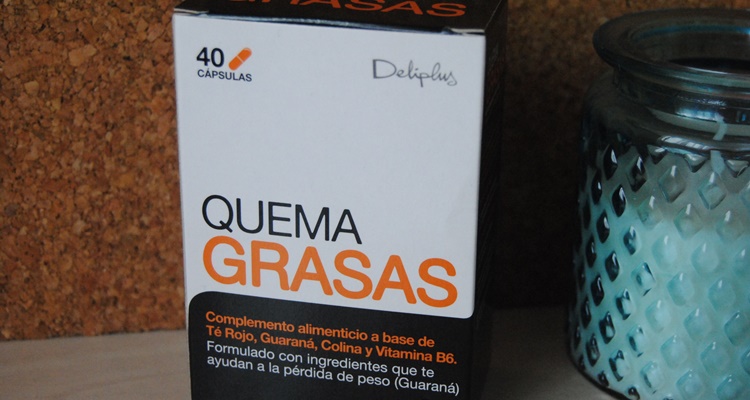 GRASAS
40
CÁPSULAS
Deliplus
QUEMA
GRASAS
Complemento alimenticio a base de
Té Rojo, Guaraná, Colina y Vitamina B6.
Formulado con ingredientes que te
ayudan a la pérdida de peso (Guaraná)